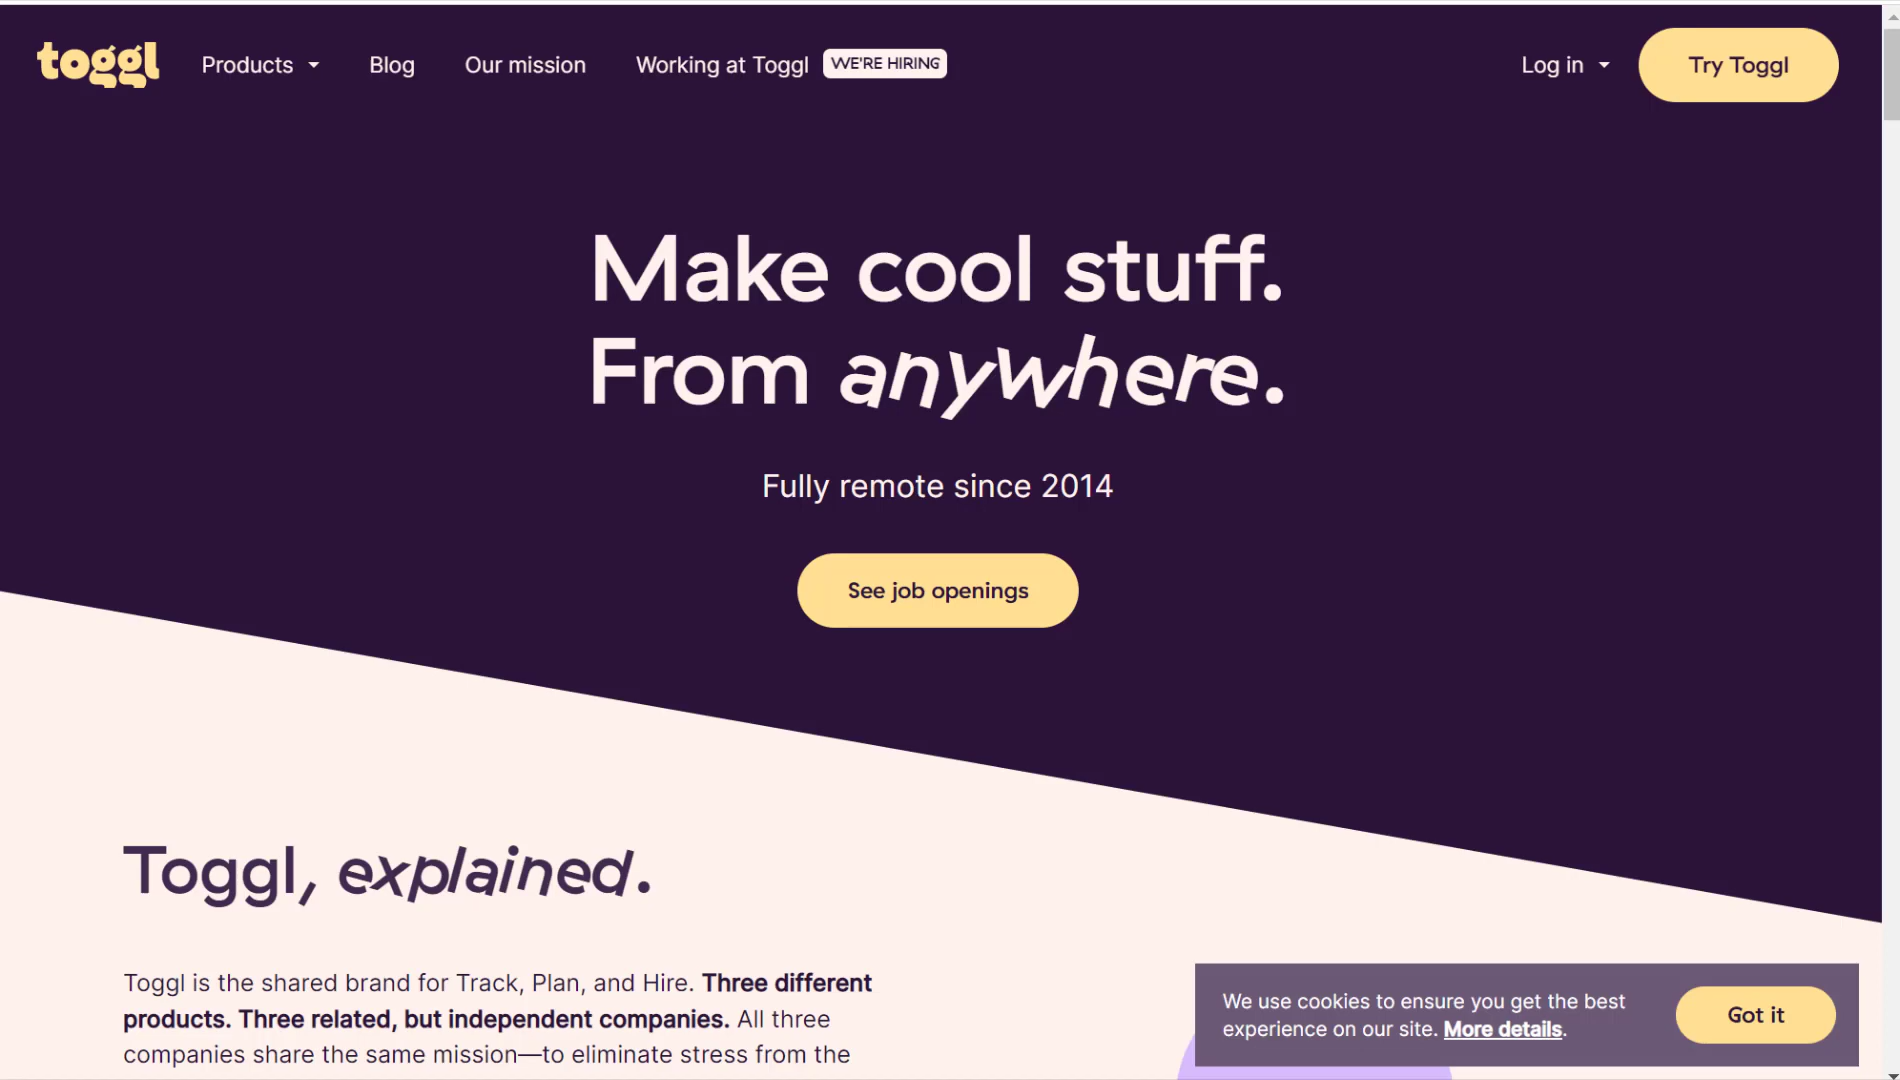 toggl
Products
Blog
Our mission
Working at Toggl
WE'RE HIRING
Log in
Try Toggl
Make cool stuff.
From anywhere.
Fully remote since 2014
See job openings
Toggl, explained.
Toggl is the shared brand for Track, Plan, and Hire. Three different
products. Three related, but independent companies. All three
companies share the same mission—to eliminate stress from the
We use cookies to ensure you get the best
experience on our site. More details.
Got it